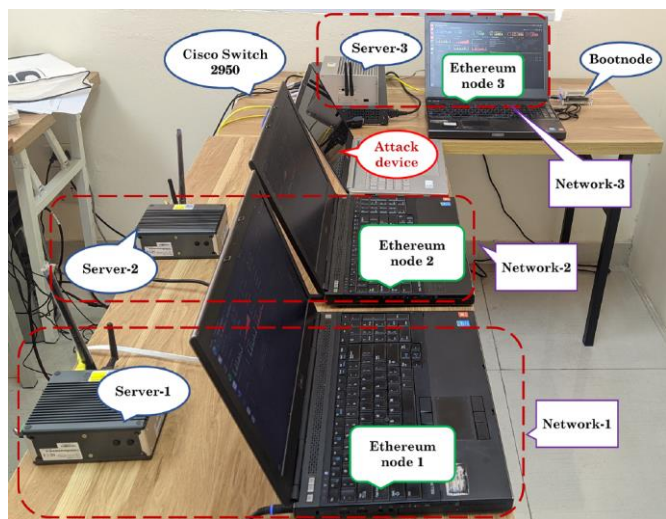 Cisco Switch
2950
Server-3
Ethereum
node 3
Bootnode
Attack
device
Network-3
Server-2
Ethereum
node 2
Network-2
Server-1
Ethereum
node 1
Network-1